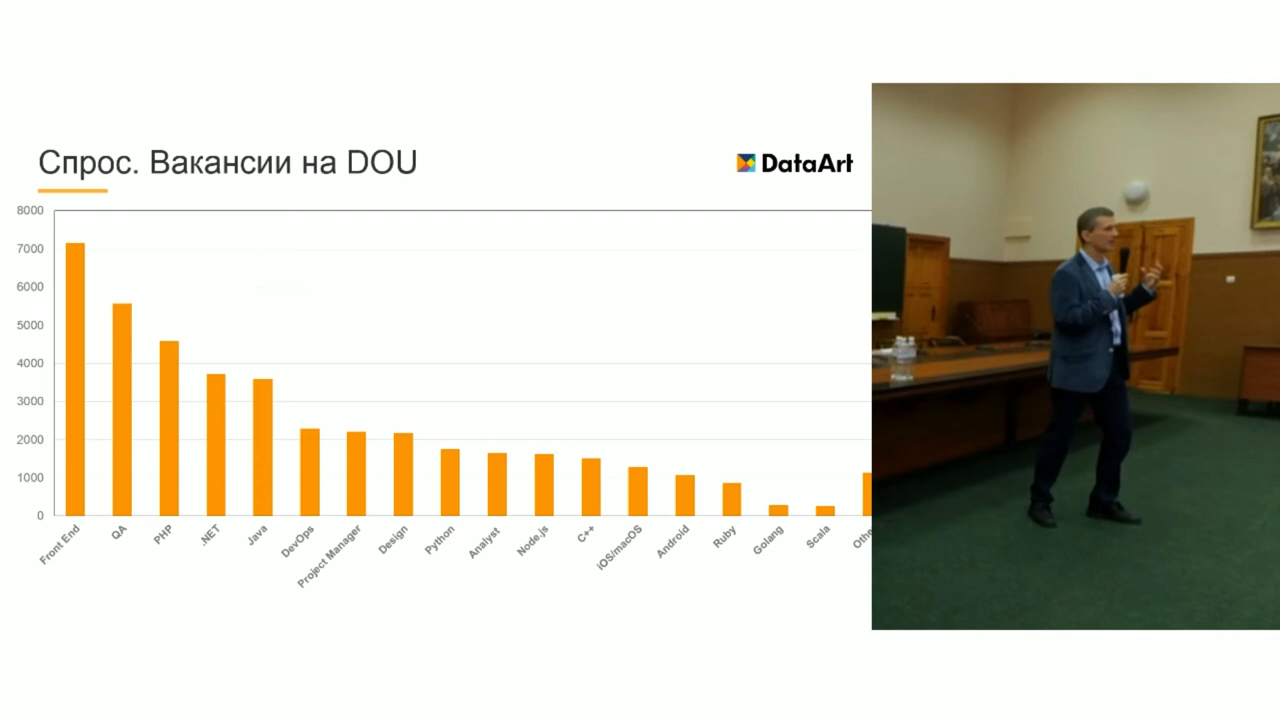 Спрос. Вакансии на DOU
DataArt
8000
7000
6000
5000
4000
3000
2000
1000
0
Front End
QA
PHP
.NET
Java
DevOps
Project Manager
Design
Python
Analyst
Node.js
C++
iOS/macOS
Android
Ruby
Golang
Scala
Othe